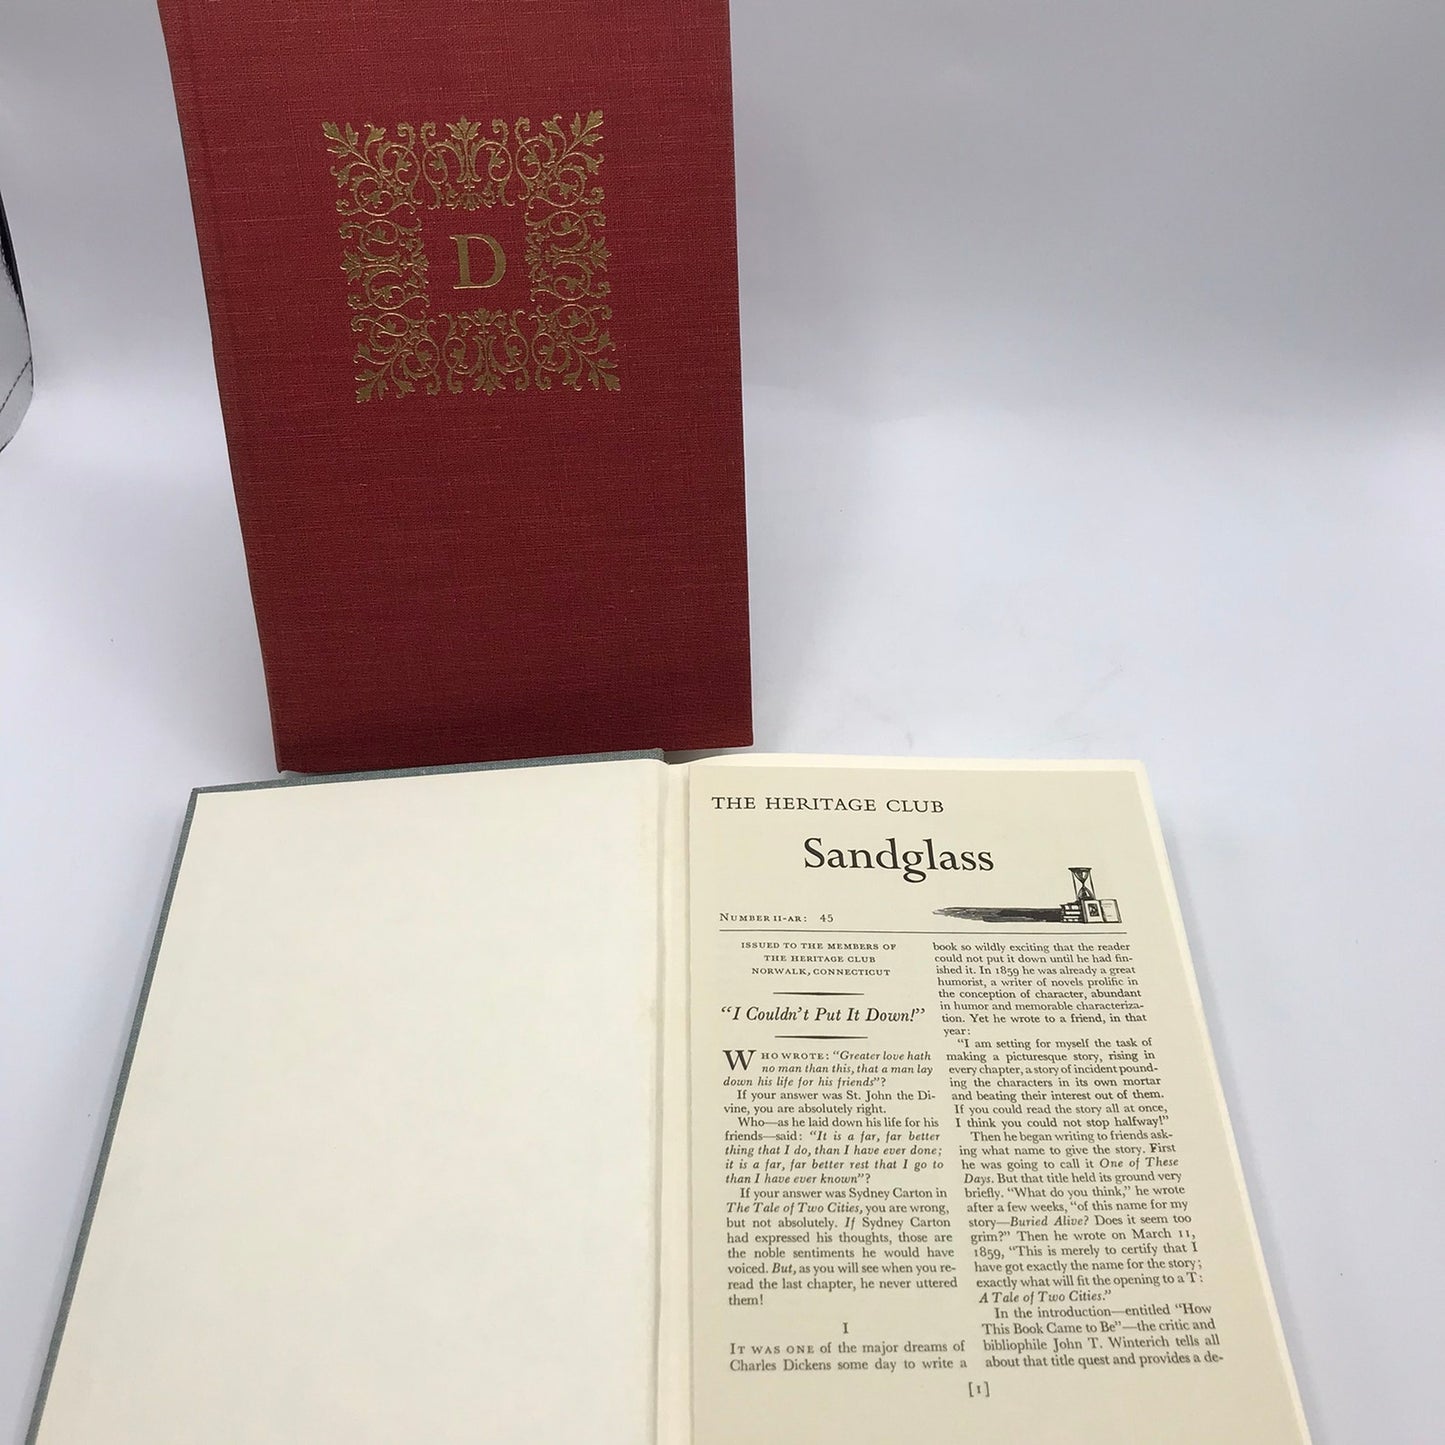 D
THE HERITAGE CLUB
Sandglass
NUMBER II-AR: 45
ISSUED TO THE MEMBERS OF
THE HERITAGE CLUB
NORWALK, CONNECTICUT
"I Couldn't Put It Down!"
WHO WROTE: "Greater love hath
no man than this, that a man lay
down his life for his friends"?
If your answer was St. John the Di-
vine, you are absolutely right.
Who—as he laid down his life for his
friends—said: "It is a far, far better
thing that I do, than I have ever done;
it is a far, far better rest that I go to
than I have ever known"?
If your answer was Sydney Carton in
The Tale of Two Cities, you are wrong,
but not absolutely. If Sydney Carton
had expressed his thoughts, those are
the noble sentiments he would have
voiced. But, as you will see when you re-
read the last chapter, he never uttered
them!
I
IT WAS ONE of the major dreams of
Charles Dickens some day to write a
book so wildly exciting that the reader
could not put it down until he had fin-
ished it. In 1859 he was already a great
humorist, a writer of novels prolific in
the conception of character, abundant
in humor and memorable characteriza-
tion. Yet he wrote to a friend, in that
year:
"I am setting for myself the task of
making a picturesque story, rising in
every chapter, a story of incident pound-
ing the characters in its own mortar
and beating their interest out of them.
If you could read the story all at once,
I think you could not stop halfway!"
Then he began writing to friends ask-
ing what name to give the story. First
he was going to call it One of These
Days. But that title held its ground very
briefly. "What do you think," he wrote
after a few weeks, "of this name for my
story—Buried Alive? Does it seem too
grim?" Then he wrote on March 11,
1859, "This is merely to certify that I
have got exactly the name for the story;
exactly what will fit the opening to a T:
A Tale of Two Cities."
In the introduction—entitled "How
This Book Came to Be"—the critic and
bibliophile John T. Winterich tells all
about that title quest and provides a de-
[1]